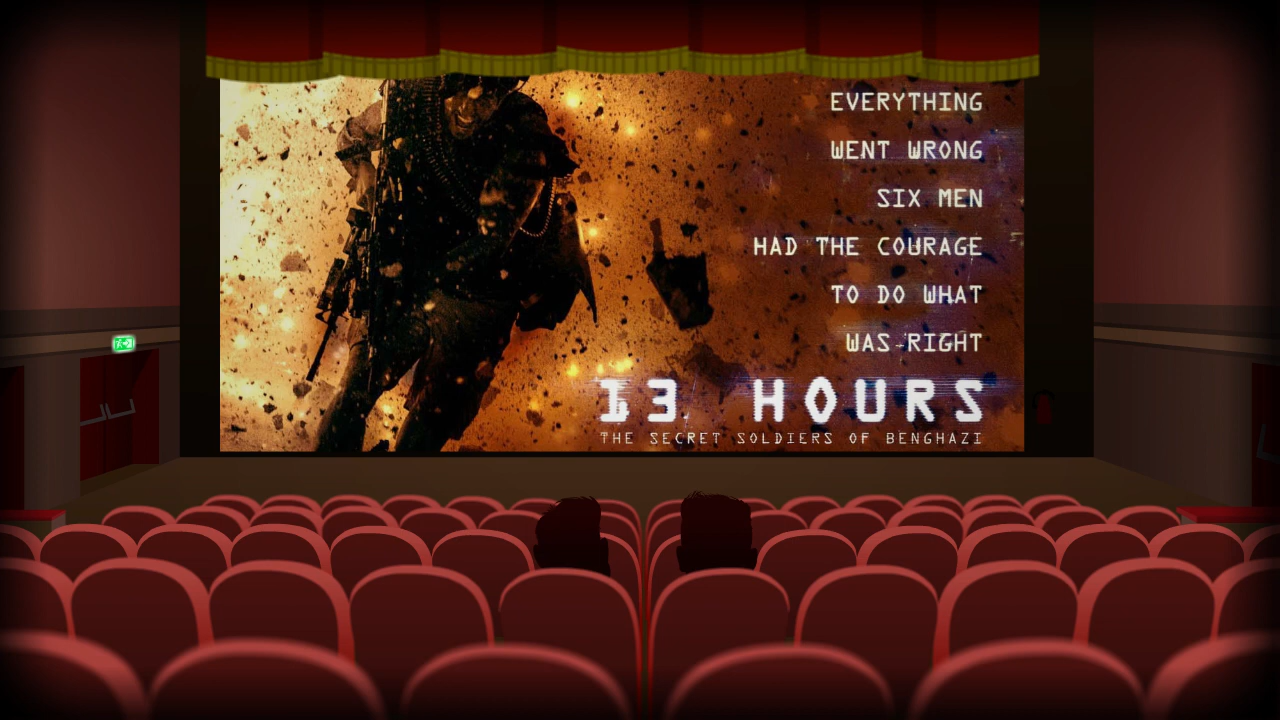 EVERYTHING
WENT WRONG
SIX MEN
HAD THE COURAGE
TO DO WHAT
WAS RIGHT
13 HOURS
THE SECRET SOLDIERS OF BENGHAZI